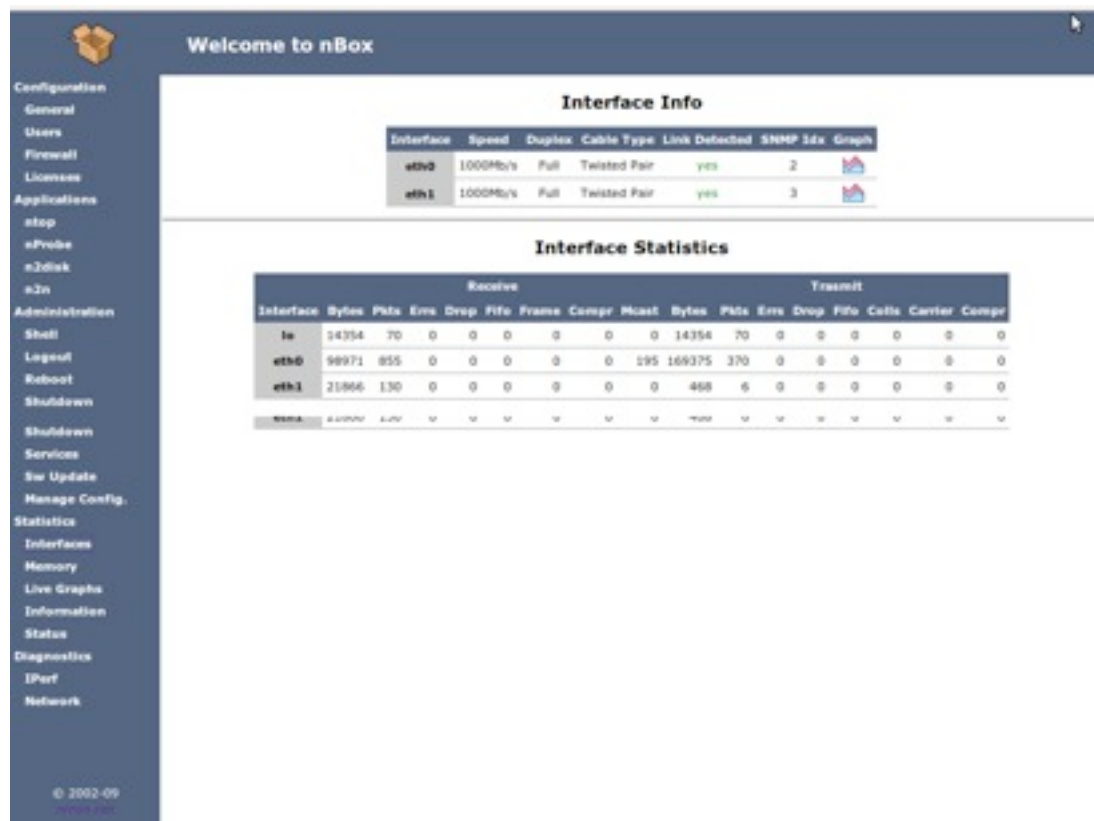 Welcome to nBox
Configuration
General
Users
Firewall
Licenses
Applications
ntop
nProbe
n2disk
n2n
Administration
Shell
Logout
Reboot
Shutdown
Shutdown
Services
Sw Update
Manage Config.
Statistics
Interfaces
Memory
Live Graphs
Information
Status
Diagnostics
IPerf
Network
© 2002-09
Interface Info
Interface Speed Duplex Cable Type Link Detected SNMP Idx Graph
eth0 1000Mb/s Full Twisted Pair yes 2
eth1 1000Mb/s Full Twisted Pair yes 3
Interface Statistics
Receive Trasmit
Interface Bytes Pkts Errs Drop Fifo Frame Compr Mcast Bytes Pkts Errs Drop Fifo Colls Carrier Compr
lo 14354 70 0 0 0 0 0 0 14354 70 0 0 0 0 0 0
eth0 98971 855 0 0 0 0 0 195 169375 370 0 0 0 0 0 0
eth1 21866 130 0 0 0 0 0 0 468 6 0 0 0 0 0 0